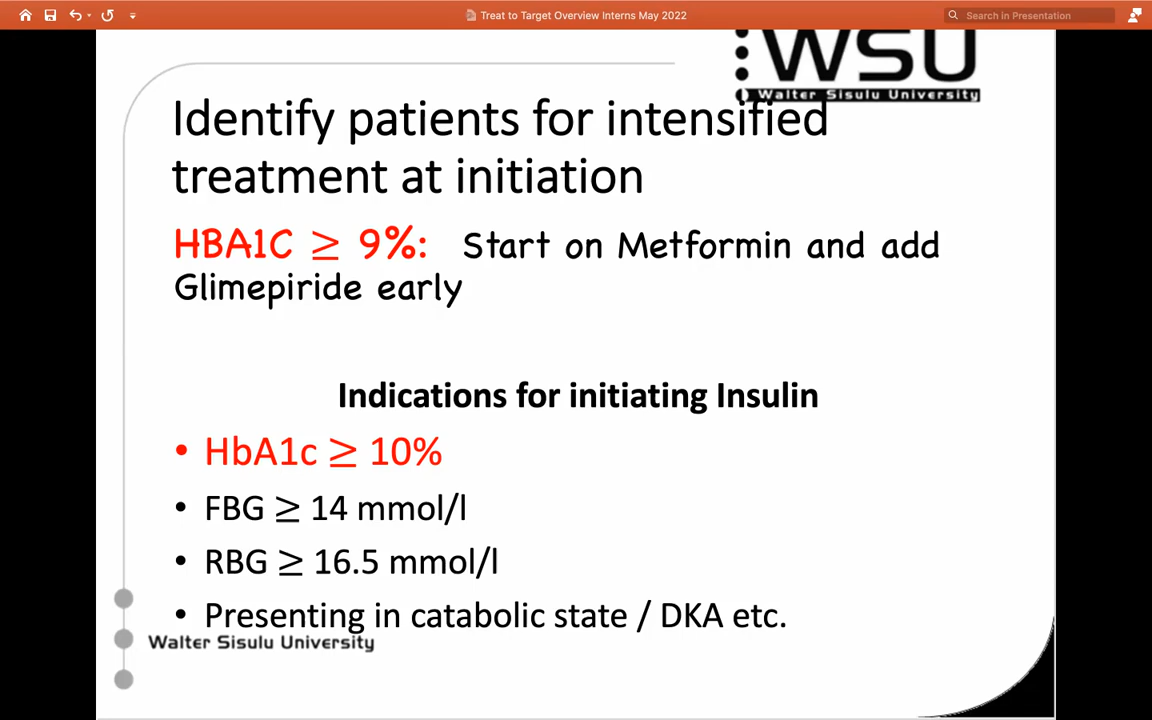 Treat to Target Overview Interns May 2022
Search in Presentation
WSU
Walter Sisulu University
Identify patients for intensified
treatment at initiation
HBA1C ≥ 9%: Start on Metformin and add
Glimepiride early
Indications for initiating Insulin
• HbA1c ≥ 10%
• FBG ≥ 14 mmol/l
• RBG ≥ 16.5 mmol/l
• Presenting in catabolic state / DKA etc.
Walter Sisulu University